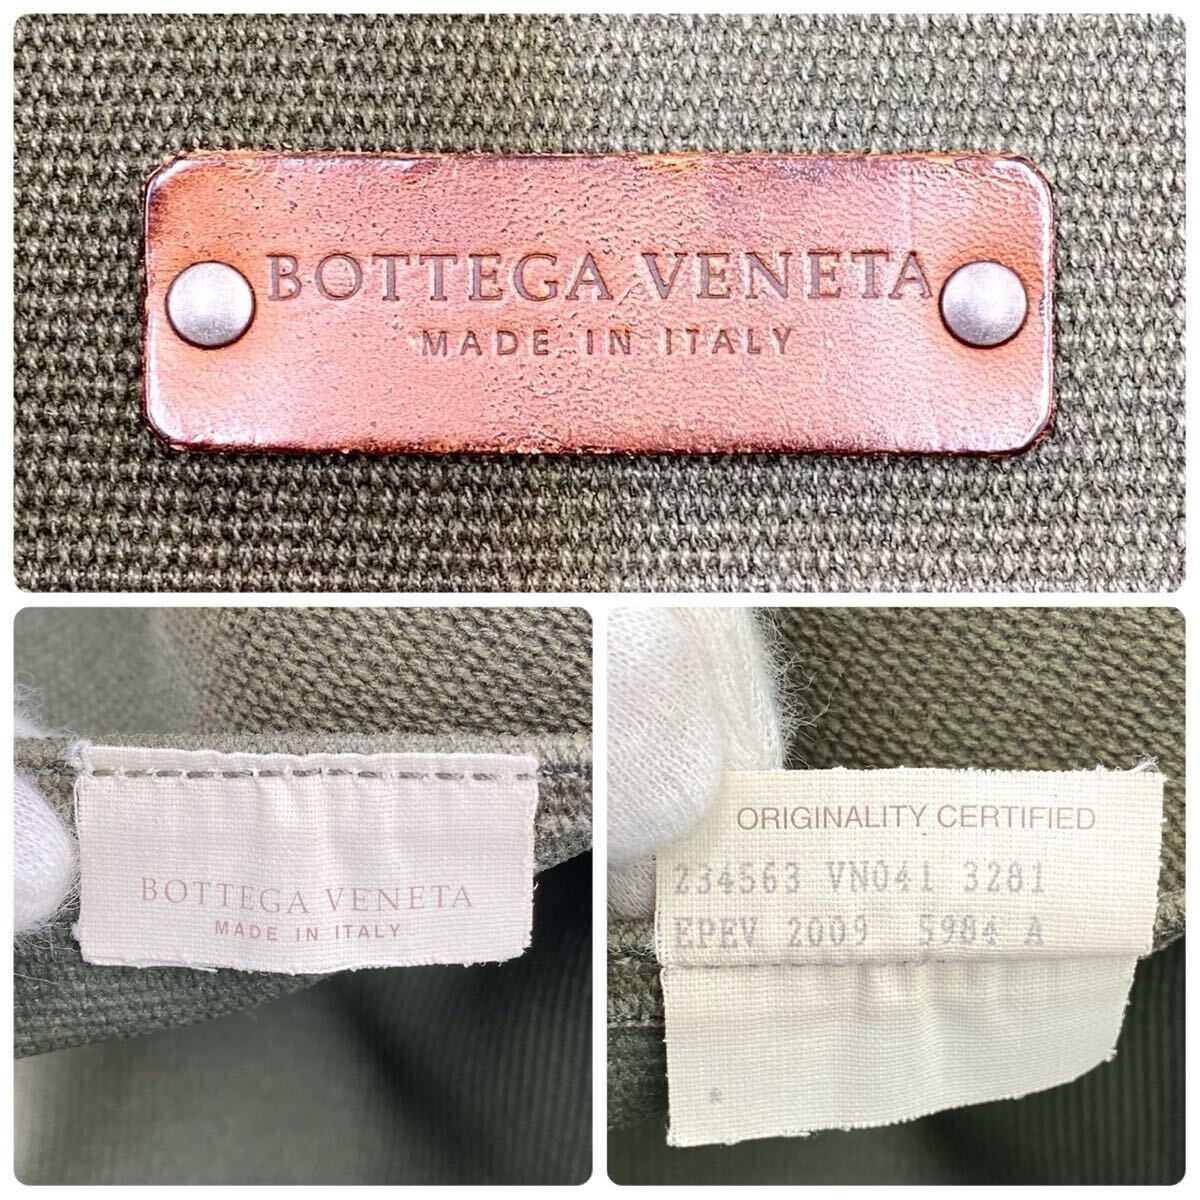 BOTTEGA VENETA
MADE IN ITALY
BOTTEGA VENETA
MADE IN ITALY
ORIGINALITY CERTIFIED
234563 VN041 3281
EPEV 2009 5984 A
*